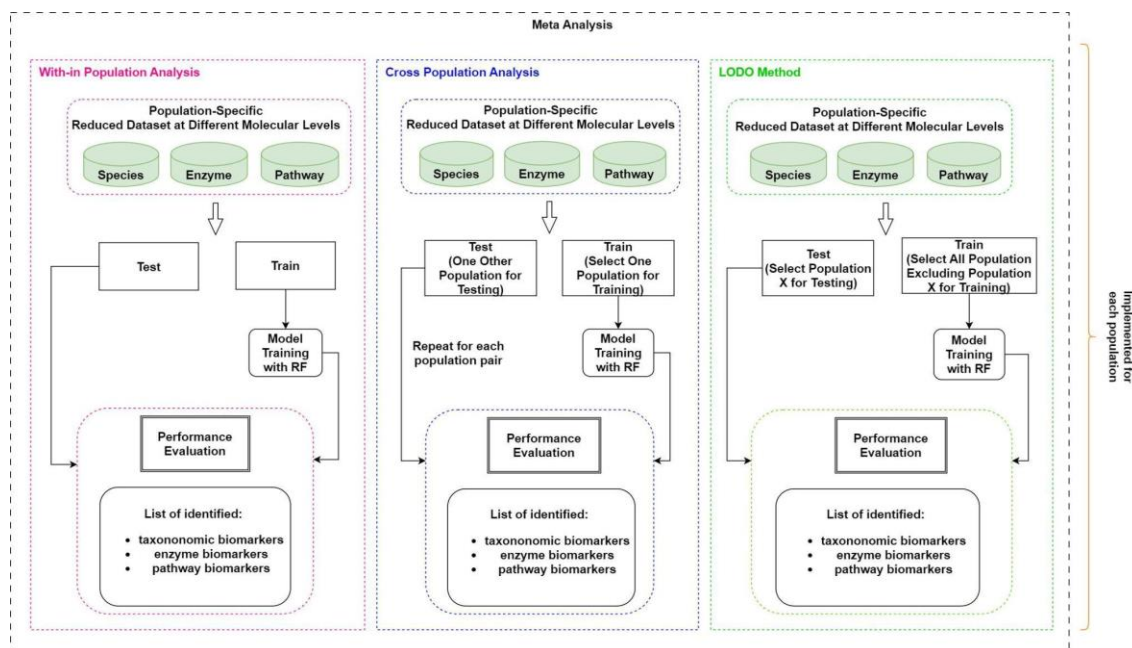 Meta Analysis
With-in Population Analysis
Population-Specific
Reduced Dataset at Different Molecular Levels
Species
Enzyme
Pathway
Test
Train
Model
Training
with RF
Performance
Evaluation
List of identified:
• taxononomic biomarkers
• enzyme biomarkers
• pathway biomarkers
Cross Population Analysis
Population-Specific
Reduced Dataset at Different Molecular Levels
Species
Enzyme
Pathway
Test
(One Other
Population for
Testing)
Train
(Select One
Population for
Training)
Repeat for each
population pair
Model
Training
with RF
Performance
Evaluation
List of identified:
• taxononomic biomarkers
• enzyme biomarkers
• pathway biomarkers
LODO Method
Population-Specific
Reduced Dataset at Different Molecular Levels
Species
Enzyme
Pathway
Test
(Select Population
X for Testing)
Train
(Select All Population
Excluding Population
X for Training)
Model
Training
with RF
Performance
Evaluation
List of identified:
• taxononomic biomarkers
• enzyme biomarkers
• pathway biomarkers
Implemented for
each population